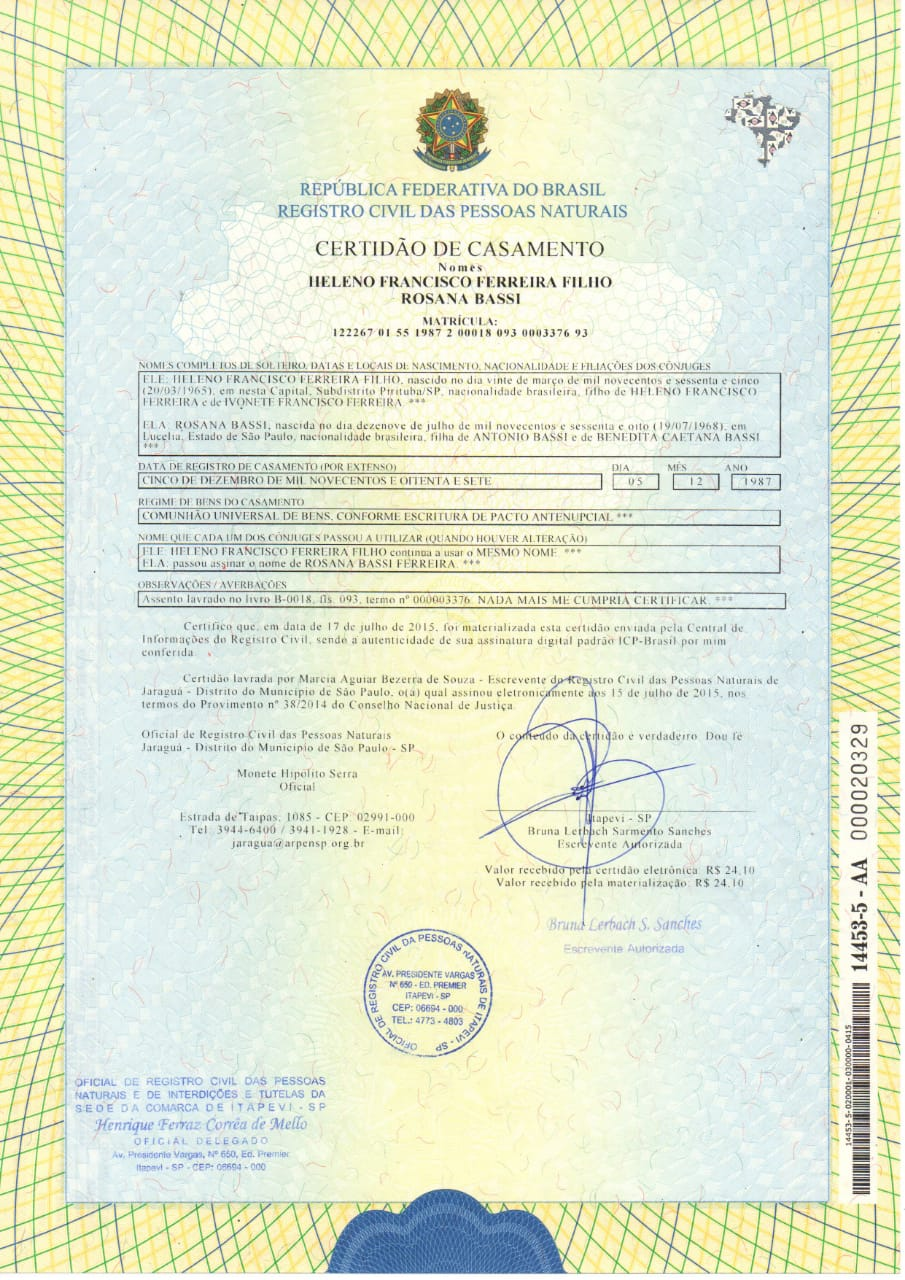 REPÚBLICA FEDERATIVA DO BRASIL
REGISTRO CIVIL DAS PESSOAS NATURAIS
CERTIDÃO DE CASAMENTO
Nomes
HELENO FRANCISCO FERREIRA FILHO
ROSANA BASSI
MATRÍCULA:
122267 01 55 1987 2 00018 093 0003376 93
NOMES COMPLETOS DE SOLTEIRO, DATAS E LOCAIS DE NASCIMENTO, NACIONALIDADE E FILIAÇÕES DOS CÔNJUGES
ELE: HELENO FRANCISCO FERREIRA FILHO, nascido no dia vinte de março de mil novecentos e sessenta e cinco
(20/03/1965), em nesta Capital, Subdistrito Pirituba/SP, nacionalidade brasileira, filho de HELENO FRANCISCO
FERREIRA e de IVONETE FRANCISCO FERREIRA. ***
ELA: ROSANA BASSI, nascida no dia dezenove de julho de mil novecentos e sessenta e oito (19/07/1968), em
Lucelia, Estado de São Paulo, nacionalidade brasileira, filha de ANTONIO BASSI e de BENEDITA CAETANA BASSI.
***
DATA DE REGISTRO DE CASAMENTO (POR EXTENSO) DIA MÊS ANO
CINCO DE DEZEMBRO DE MIL NOVECENTOS E OITENTA E SETE 05 12 1987
REGIME DE BENS DO CASAMENTO
COMUNHÃO UNIVERSAL DE BENS, CONFORME ESCRITURA DE PACTO ANTENUPCIAL ***
NOME QUE CADA UM DOS CÔNJUGES PASSOU A UTILIZAR (QUANDO HOUVER ALTERAÇÃO)
ELE: HELENO FRANCISCO FERREIRA FILHO continua a usar o MESMO NOME. ***
ELA: passou assinar o nome de ROSANA BASSI FERREIRA. ***
OBSERVAÇÕES / AVERBAÇÕES
Assento lavrado no livro B-0018, fls. 093, termo nº 000003376. NADA MAIS ME CUMPRIA CERTIFICAR. ***
Certifico que, em data de 17 de julho de 2015, foi materializada esta certidão enviada pela Central de
Informações do Registro Civil, sendo a autenticidade de sua assinatura digital padrão ICP-Brasil por mim
conferida.
Certidão lavrada por Marcia Aguiar Bezerra de Souza - Escrevente do Registro Civil das Pessoas Naturais de
Jaraguá - Distrito do Município de São Paulo, o(a) qual assinou eletronicamente aos 15 de julho de 2015, nos
termos do Provimento nº 38/2014 do Conselho Nacional de Justiça.
Oficial de Registro Civil das Pessoas Naturais
Jaraguá - Distrito do Municipio de São Paulo - SP
Monete Hipólito Serra
Oficial
Estrada de Taipas, 1085 - CEP: 02991-000
Tel: 3944-6400 / 3941-1928 - E-mail:
jaragua@arpensp.org.br
O conteúdo da certidão é verdadeiro. Dou fé
Itapevi - SP
Bruna Lerbach Sarmento Sanches
Escrevente Autorizada
Valor recebido pela certidão eletrônica: R$ 24,10
Valor recebido pela materialização: R$ 24,10
Bruna Lerbach S. Sanches
Escrevente Autorizada
OFICIAL DE REGISTRO CIVIL DA PESSOAS NATURAIS DE ITAPEVI - SP
AV. PRESIDENTE VARGAS
Nº 650 - ED. PREMIER
ITAPEVI - SP
CEP: 06694 - 000
TEL.: 4773 - 4803
OFICIAL DE REGISTRO CIVIL DAS PESSOAS
NATURAIS E DE INTERDIÇÕES E TUTELAS DA
SEDE DA COMARCA DE ITAPEVI - SP
Henrique Ferraz Corrêa de Mello
OFICIAL DELEGADO
Av. Presidente Vargas, Nº 650, Ed. Premier
Itapevi - SP - CEP: 06694 - 000
14453-5 - AA 000020329
14453-5-020001-030000-0415